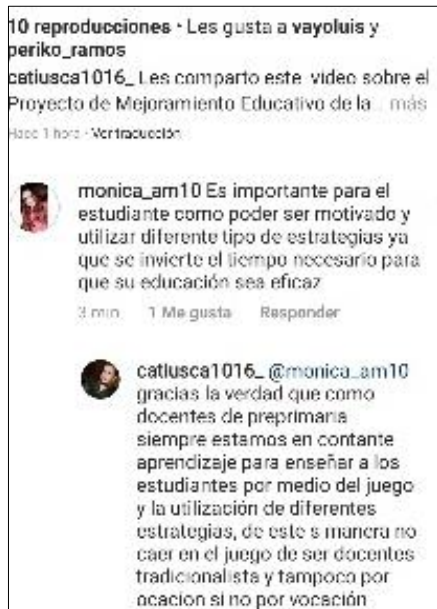 10 reproducciones · Les gusta a vayoluis y
periko_ramos
catiusca1016_ Les comparto este video sobre el
Proyecto de Mejoramiento Educativo de la... más
Hace 1 hora · Ver traducción
monica_am10 Es importante para el
estudiante como poder ser motivado y
utilizar diferente tipo de estrategias ya
que se invierte el tiempo necesario para
que su educación sea eficaz
3 min 1 Me gusta Responder
catiusca1016_ @monica_am10
gracias la verdad que como
docentes de preprimaria
siempre estamos en contante
aprendizaje para enseñar a los
estudiantes por medio del juego
y la utilización de diferentes
estrategias, de este s manera no
caer en el juego de ser docentes
tradicionalista y tampoco por
ocacion si no por vocación